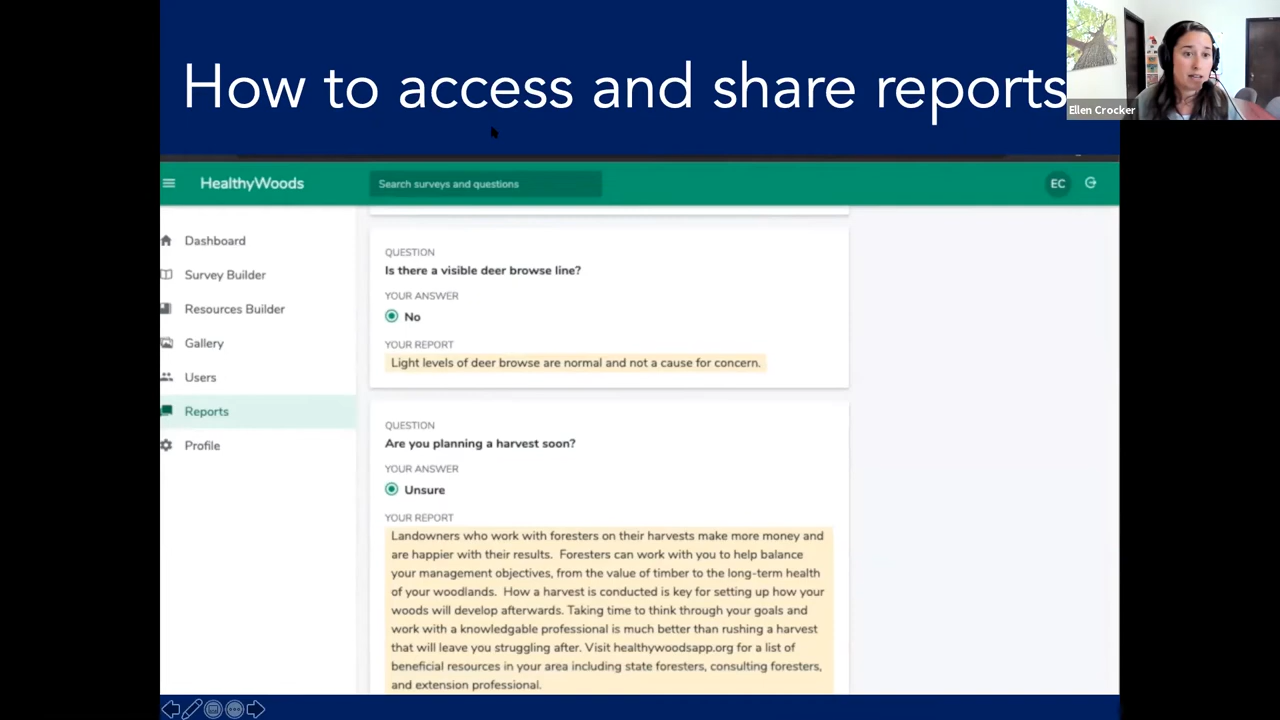 How to access and share reports
Ellen Crocker
HealthyWoods
Search surveys and questions
EC
Dashboard
Survey Builder
Resources Builder
Gallery
Users
Reports
Profile
QUESTION
Is there a visible deer browse line?
YOUR ANSWER
No
YOUR REPORT
Light levels of deer browse are normal and not a cause for concern.
QUESTION
Are you planning a harvest soon?
YOUR ANSWER
Unsure
YOUR REPORT
Landowners who work with foresters on their harvests make more money and
are happier with their results. Foresters can work with you to help balance
your management objectives, from the value of timber to the long-term health
of your woodlands. How a harvest is conducted is key for setting up how your
woods will develop afterwards. Taking time to think through your goals and
work with a knowledgable professional is much better than rushing a harvest
that will leave you struggling after. Visit healthywoodsapp.org for a list of
beneficial resources in your area including state foresters, consulting foresters,
and extension professional.